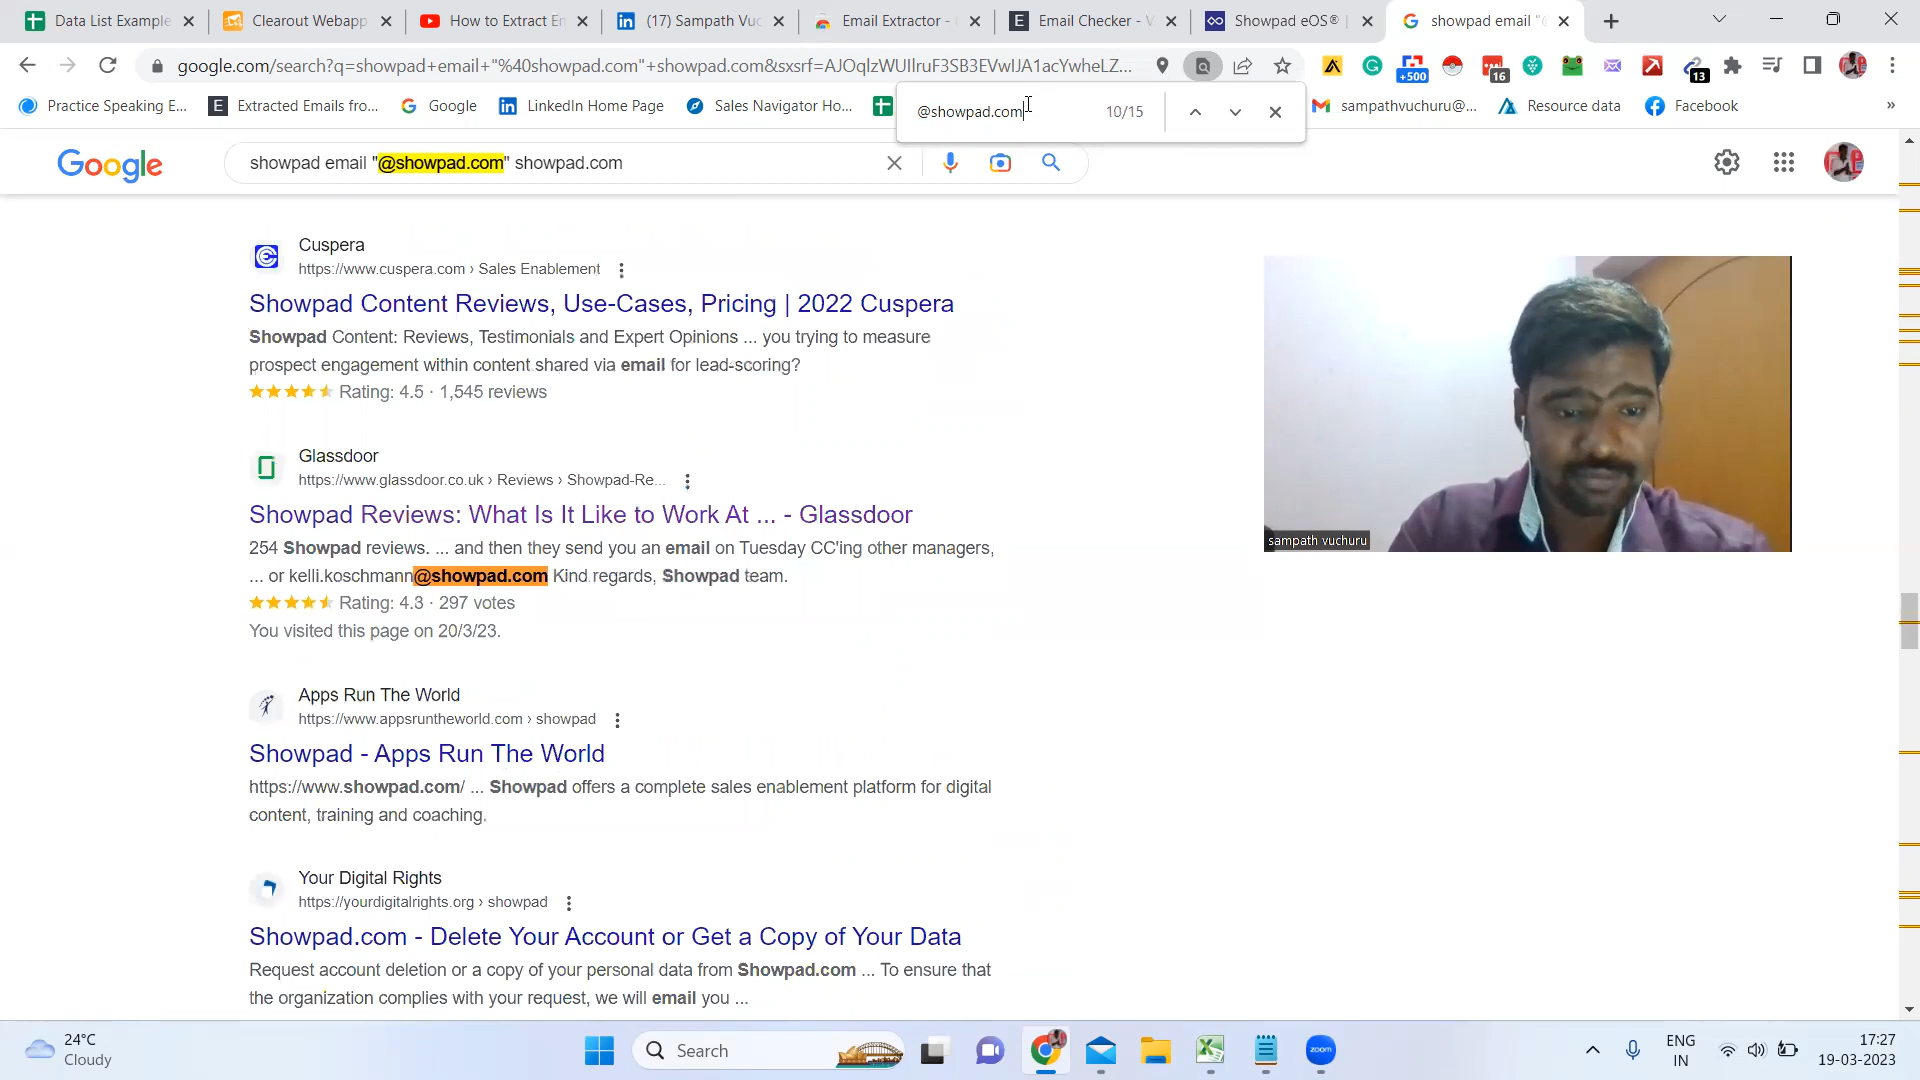 Data List Example
Clearout Webapp
How to Extract Em
(17) Sampath Vuc
Email Extractor -
Email Checker - V
Showpad eOS® |
showpad email "@
google.com/search?q=showpad+email+"%40showpad.com"+showpad.com&sxsrf=
+500
16
13
Practice Speaking E...
Extracted Emails fro...
Google
LinkedIn Home Page
Sales Navigator Ho...
@showpad.com
10/15
sampathvuchuru@...
Resource data
Facebook
»
Google
showpad email "@showpad.com" showpad.com
Cuspera
https://www.cuspera.com › Sales Enablement
Showpad Content Reviews, Use-Cases, Pricing | 2022 Cuspera
Showpad Content: Reviews, Testimonials and Expert Opinions ... you trying to measure
prospect engagement within content shared via email for lead-scoring?
Rating: 4.5 · 1,545 reviews
Glassdoor
https://www.glassdoor.co.uk › Reviews › Showpad-Re...
Showpad Reviews: What Is It Like to Work At ... - Glassdoor
254 Showpad reviews. ... and then they send you an email on Tuesday CC'ing other managers,
... or kelli.koschmann@showpad.com Kind regards, Showpad team.
Rating: 4.3 · 297 votes
You visited this page on 20/3/23.
sampath vuchuru
Apps Run The World
https://www.appsruntheworld.com › showpad
Showpad - Apps Run The World
https://www.showpad.com/ ... Showpad offers a complete sales enablement platform for digital
content, training and coaching.
Your Digital Rights
https://yourdigitalrights.org › showpad
Showpad.com - Delete Your Account or Get a Copy of Your Data
Request account deletion or a copy of your personal data from Showpad.com ... To ensure that
the organization complies with your request, we will email you ...
24°C
Cloudy
Search
zoom
ENG
IN
17:27
19-03-2023